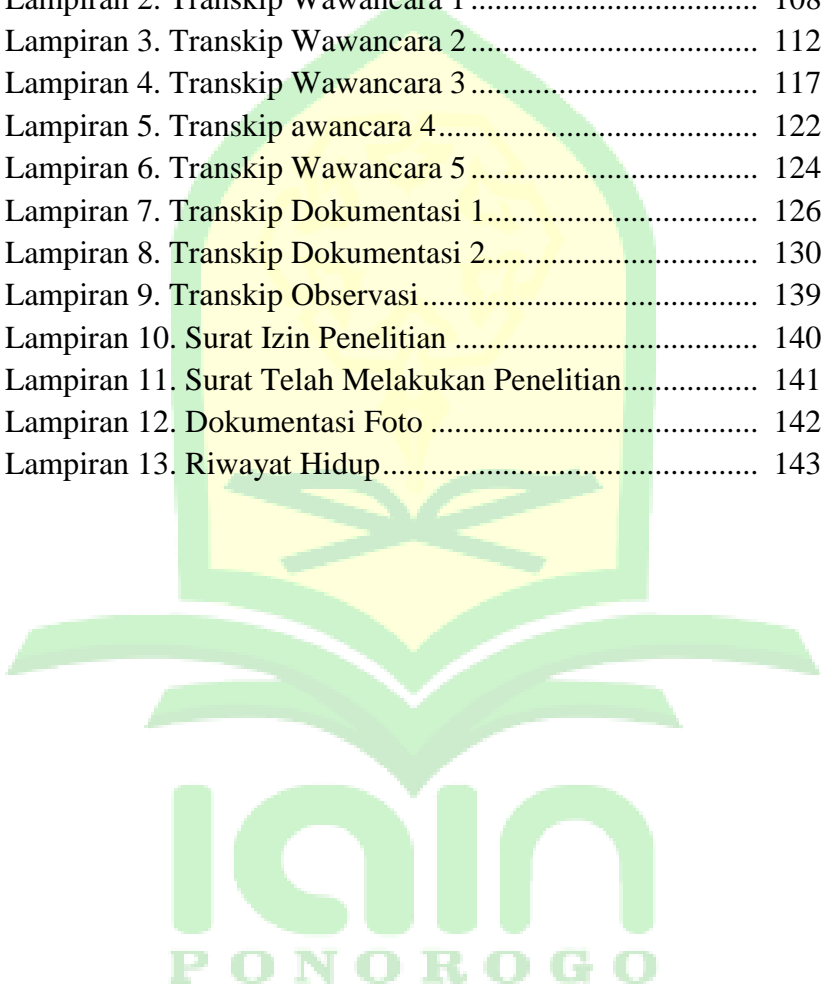 Lampiran 2. Transkip Wawancara 1.................................... 108
Lampiran 3. Transkip Wawancara 2.................................... 112
Lampiran 4. Transkip Wawancara 3.................................... 117
Lampiran 5. Transkip awancara 4........................................ 122
Lampiran 6. Transkip Wawancara 5.................................... 124
Lampiran 7. Transkip Dokumentasi 1.................................. 126
Lampiran 8. Transkip Dokumentasi 2.................................. 130
Lampiran 9. Transkip Observasi.......................................... 139
Lampiran 10. Surat Izin Penelitian ...................................... 140
Lampiran 11. Surat Telah Melakukan Penelitian................. 141
Lampiran 12. Dokumentasi Foto ......................................... 142
Lampiran 13. Riwayat Hidup............................................... 143
iain
PONOROGO